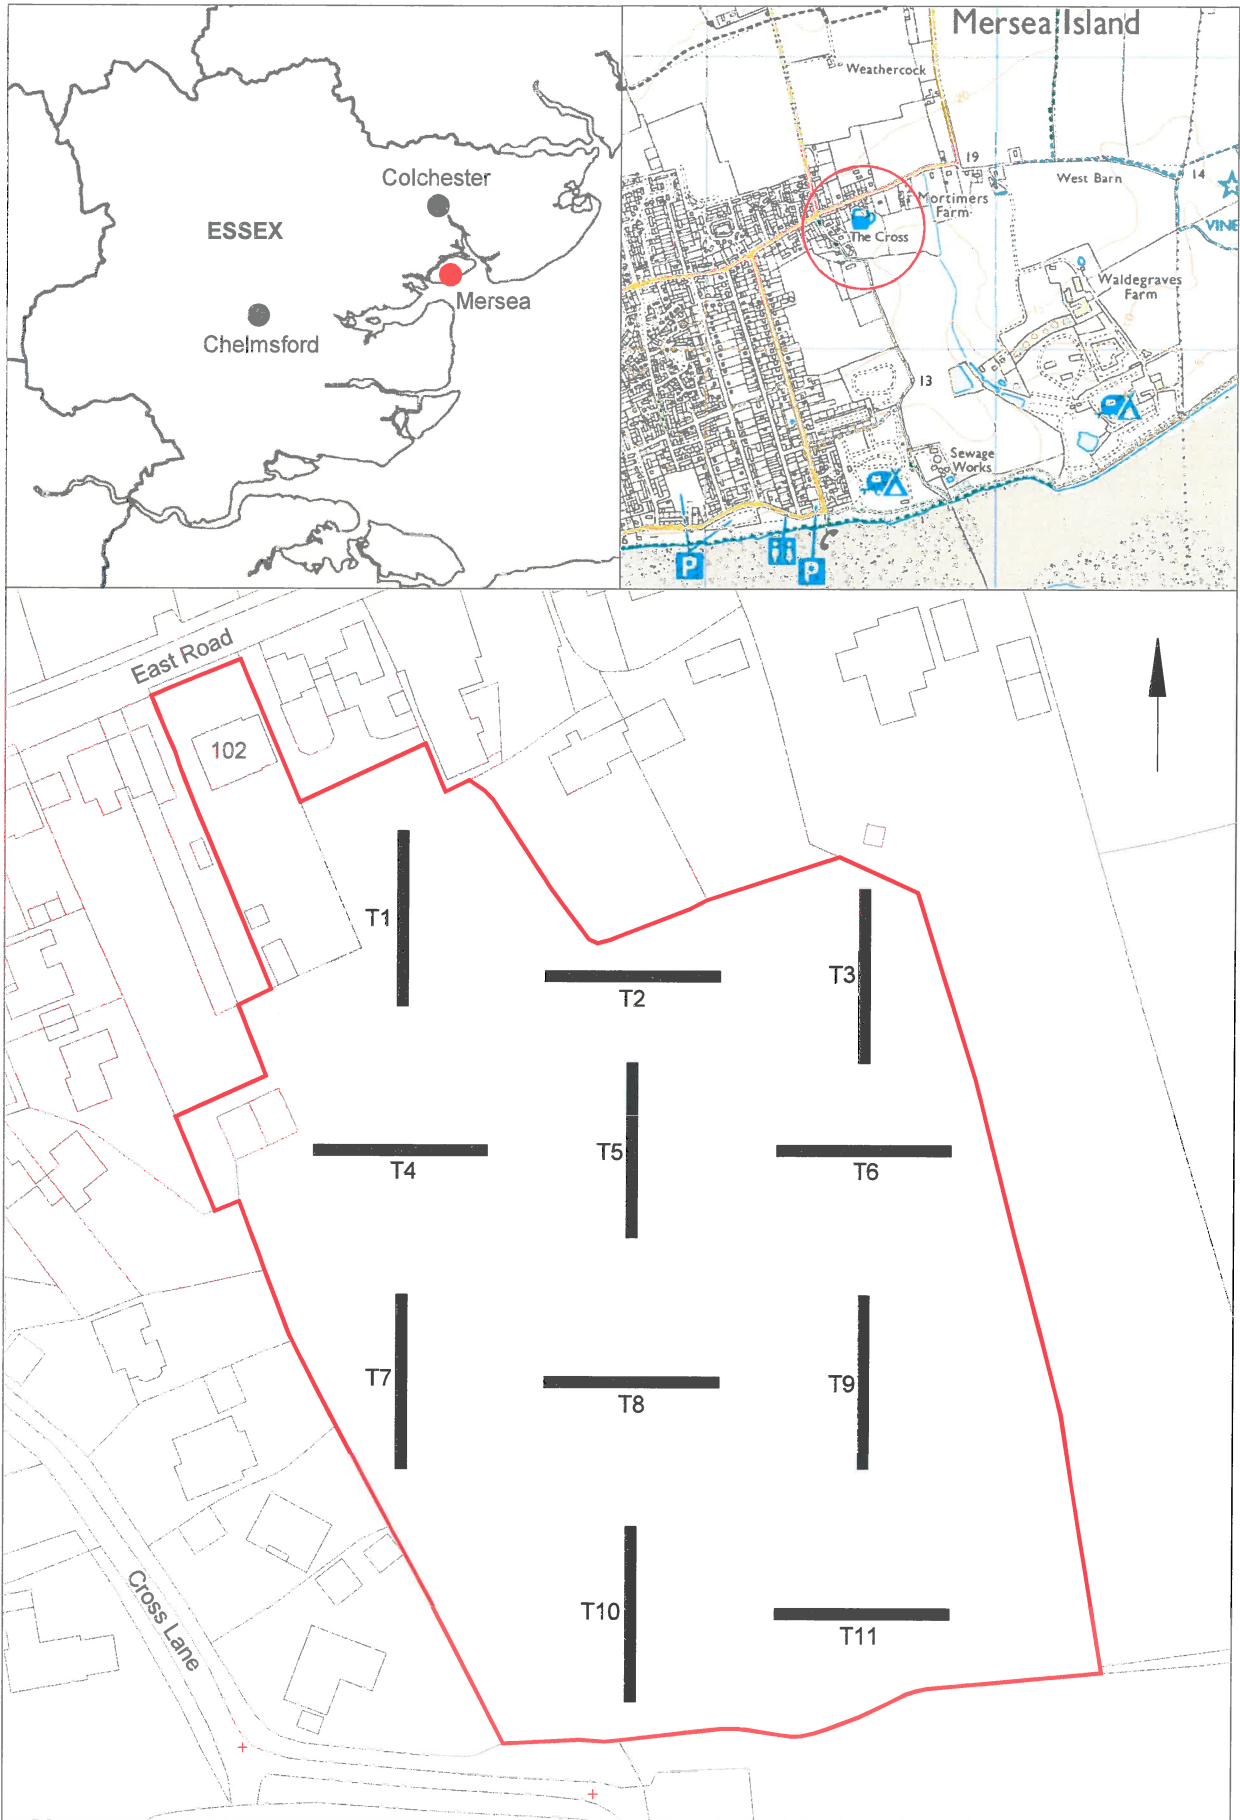 Colchester
ESSEX
Mersea
Chelmsford
Mersea Island
Weathercock
19
West Barn
14
Mortimers
Farm
VINE
The Cross
Waldegraves
Farm
13
Sewage
Works
P
P
East Road
102
T1
T2
T3
T4
T5
T6
T7
T8
T9
T10
T11
Cross Lane